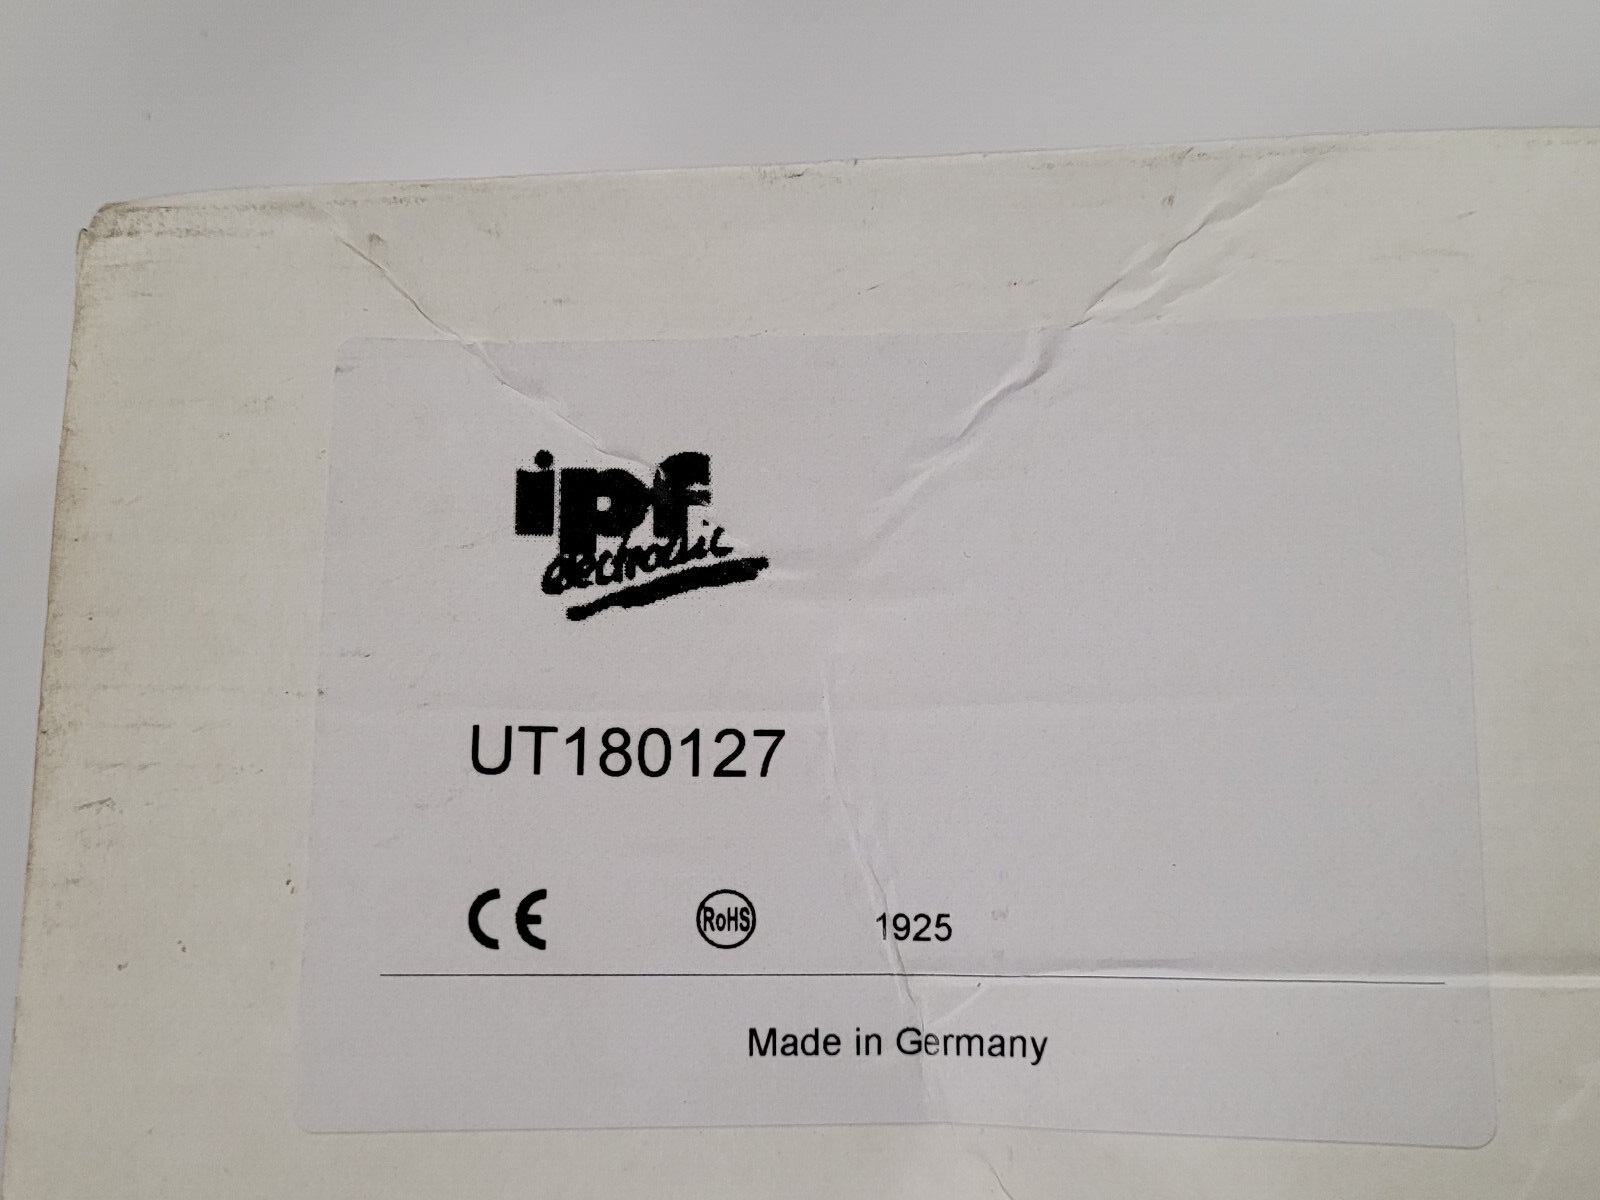 ipf
electronic
UT180127
CE RoHS 1925
Made in Germany